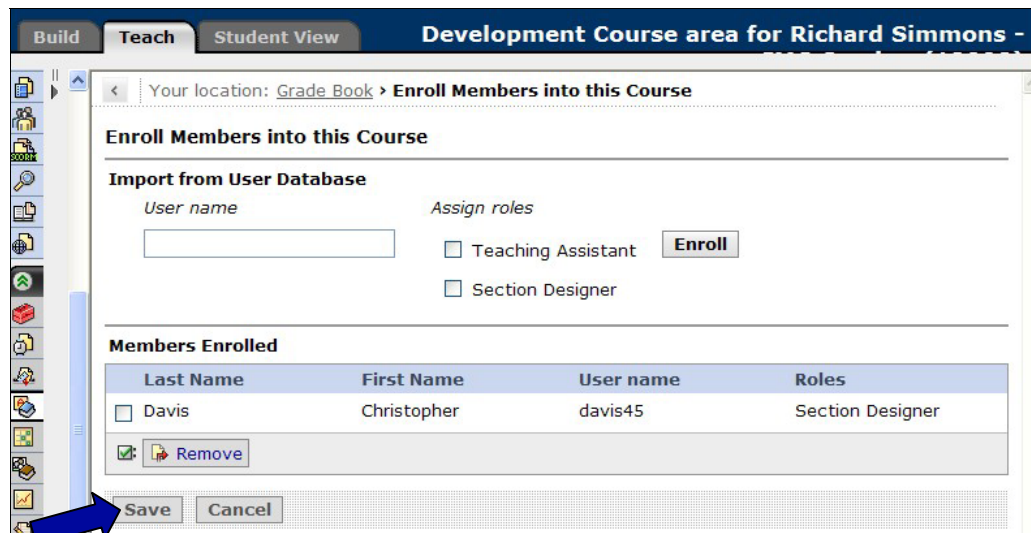 Build Teach Student View Development Course area for Richard Simmons -
Your location: Grade Book › Enroll Members into this Course
Enroll Members into this Course
Import from User Database
User name Assign roles
Teaching Assistant Enroll
Section Designer
Members Enrolled
Last Name First Name User name Roles
Davis Christopher davis45 Section Designer
Remove
Save Cancel
SCORM